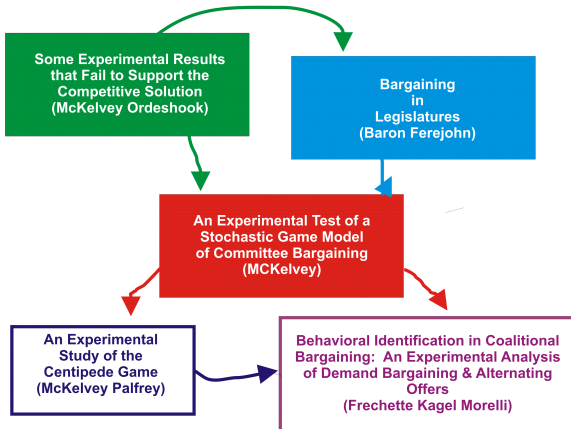 Some Experimental Results
that Fail to Support the
Competitive Solution
(McKelvey Ordeshook)
Bargaining
in
Legislatures
(Baron Ferejohn)
An Experimental Test of a
Stochastic Game Model
of Committee Bargaining
(MCKelvey)
An Experimental
Study of the
Centipede Game
(McKelvey Palfrey)
Behavioral Identification in Coalitional
Bargaining: An Experimental Analysis
of Demand Bargaining & Alternating
Offers
(Frechette Kagel Morelli)